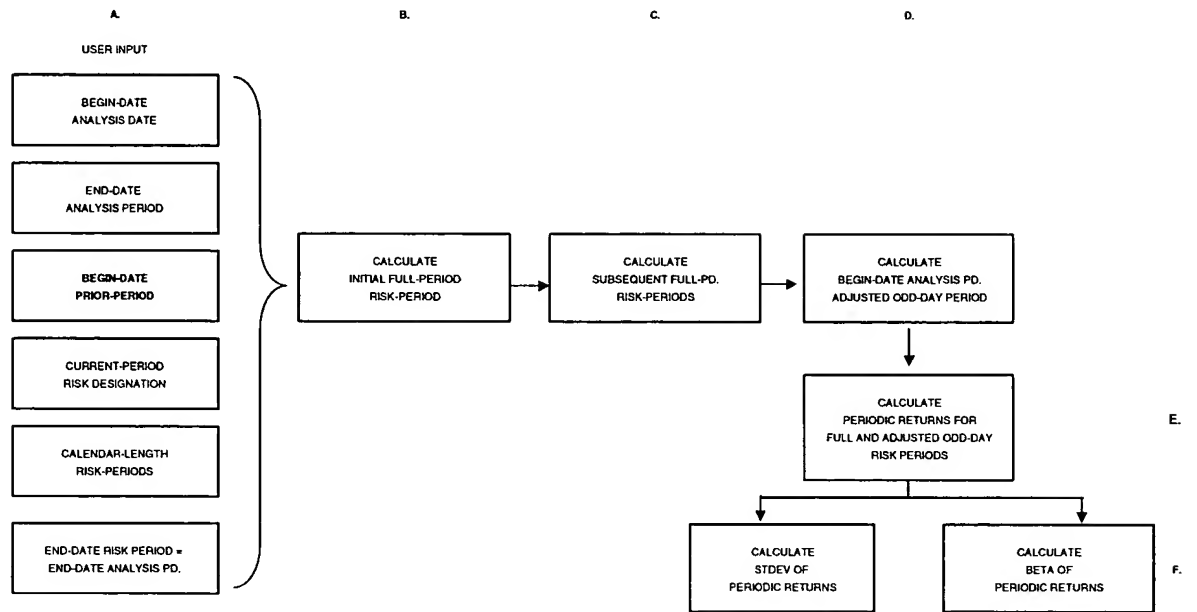 A.
B.
C.
D.
USER INPUT
BEGIN-DATE
ANALYSIS DATE
END-DATE
ANALYSIS PERIOD
BEGIN-DATE
PRIOR-PERIOD
CURRENT-PERIOD
RISK DESIGNATION
CALENDAR-LENGTH
RISK-PERIODS
END-DATE RISK PERIOD =
END-DATE ANALYSIS PD.
CALCULATE
INITIAL FULL-PERIOD
RISK-PERIOD
CALCULATE
SUBSEQUENT FULL-PD.
RISK-PERIODS
CALCULATE
BEGIN-DATE ANALYSIS PD.
ADJUSTED ODD-DAY PERIOD
CALCULATE
PERIODIC RETURNS FOR
FULL AND ADJUSTED ODD-DAY
RISK PERIODS
E.
CALCULATE
STDEV OF
PERIODIC RETURNS
CALCULATE
BETA OF
PERIODIC RETURNS
F.